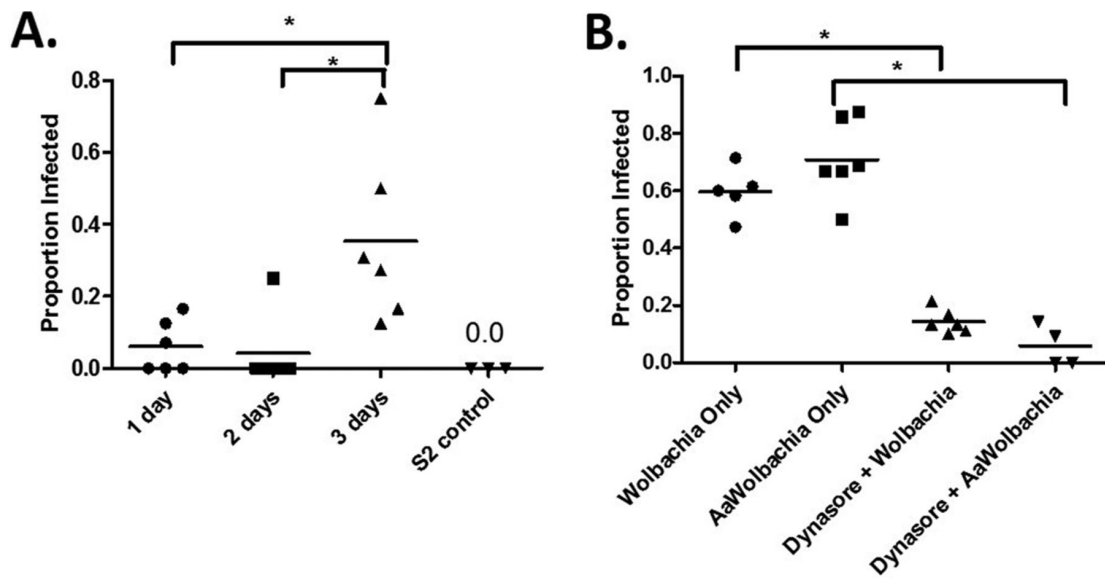 A.
*
*
Proportion Infected
0.8
0.6
0.4
0.2
0.0
0.0
1 day
2 days
3 days
S2 control
B.
*
*
Proportion Infected
1.0
0.8
0.6
0.4
0.2
0.0
Wolbachia Only
AaWolbachia Only
Dynasore + Wolbachia
Dynasore + AaWolbachia